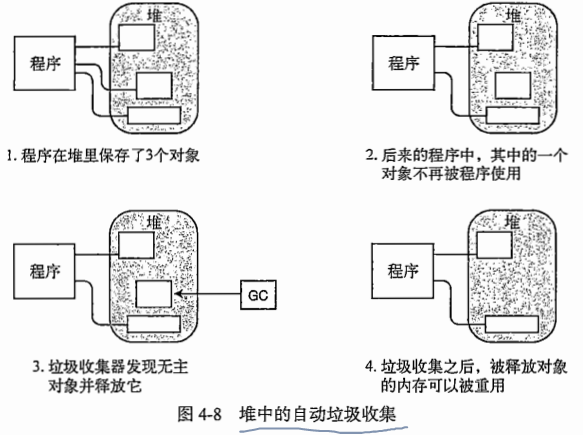 堆
程序
1. 程序在堆里保存了3个对象
堆
程序
2. 后来的程序中，其中的一个
对象不再被程序使用
堆
程序
GC
3. 垃圾收集器发现无主
对象并释放它
堆
程序
4. 垃圾收集之后，被释放对象
的内存可以被重用
图 4-8 堆中的自动垃圾收集